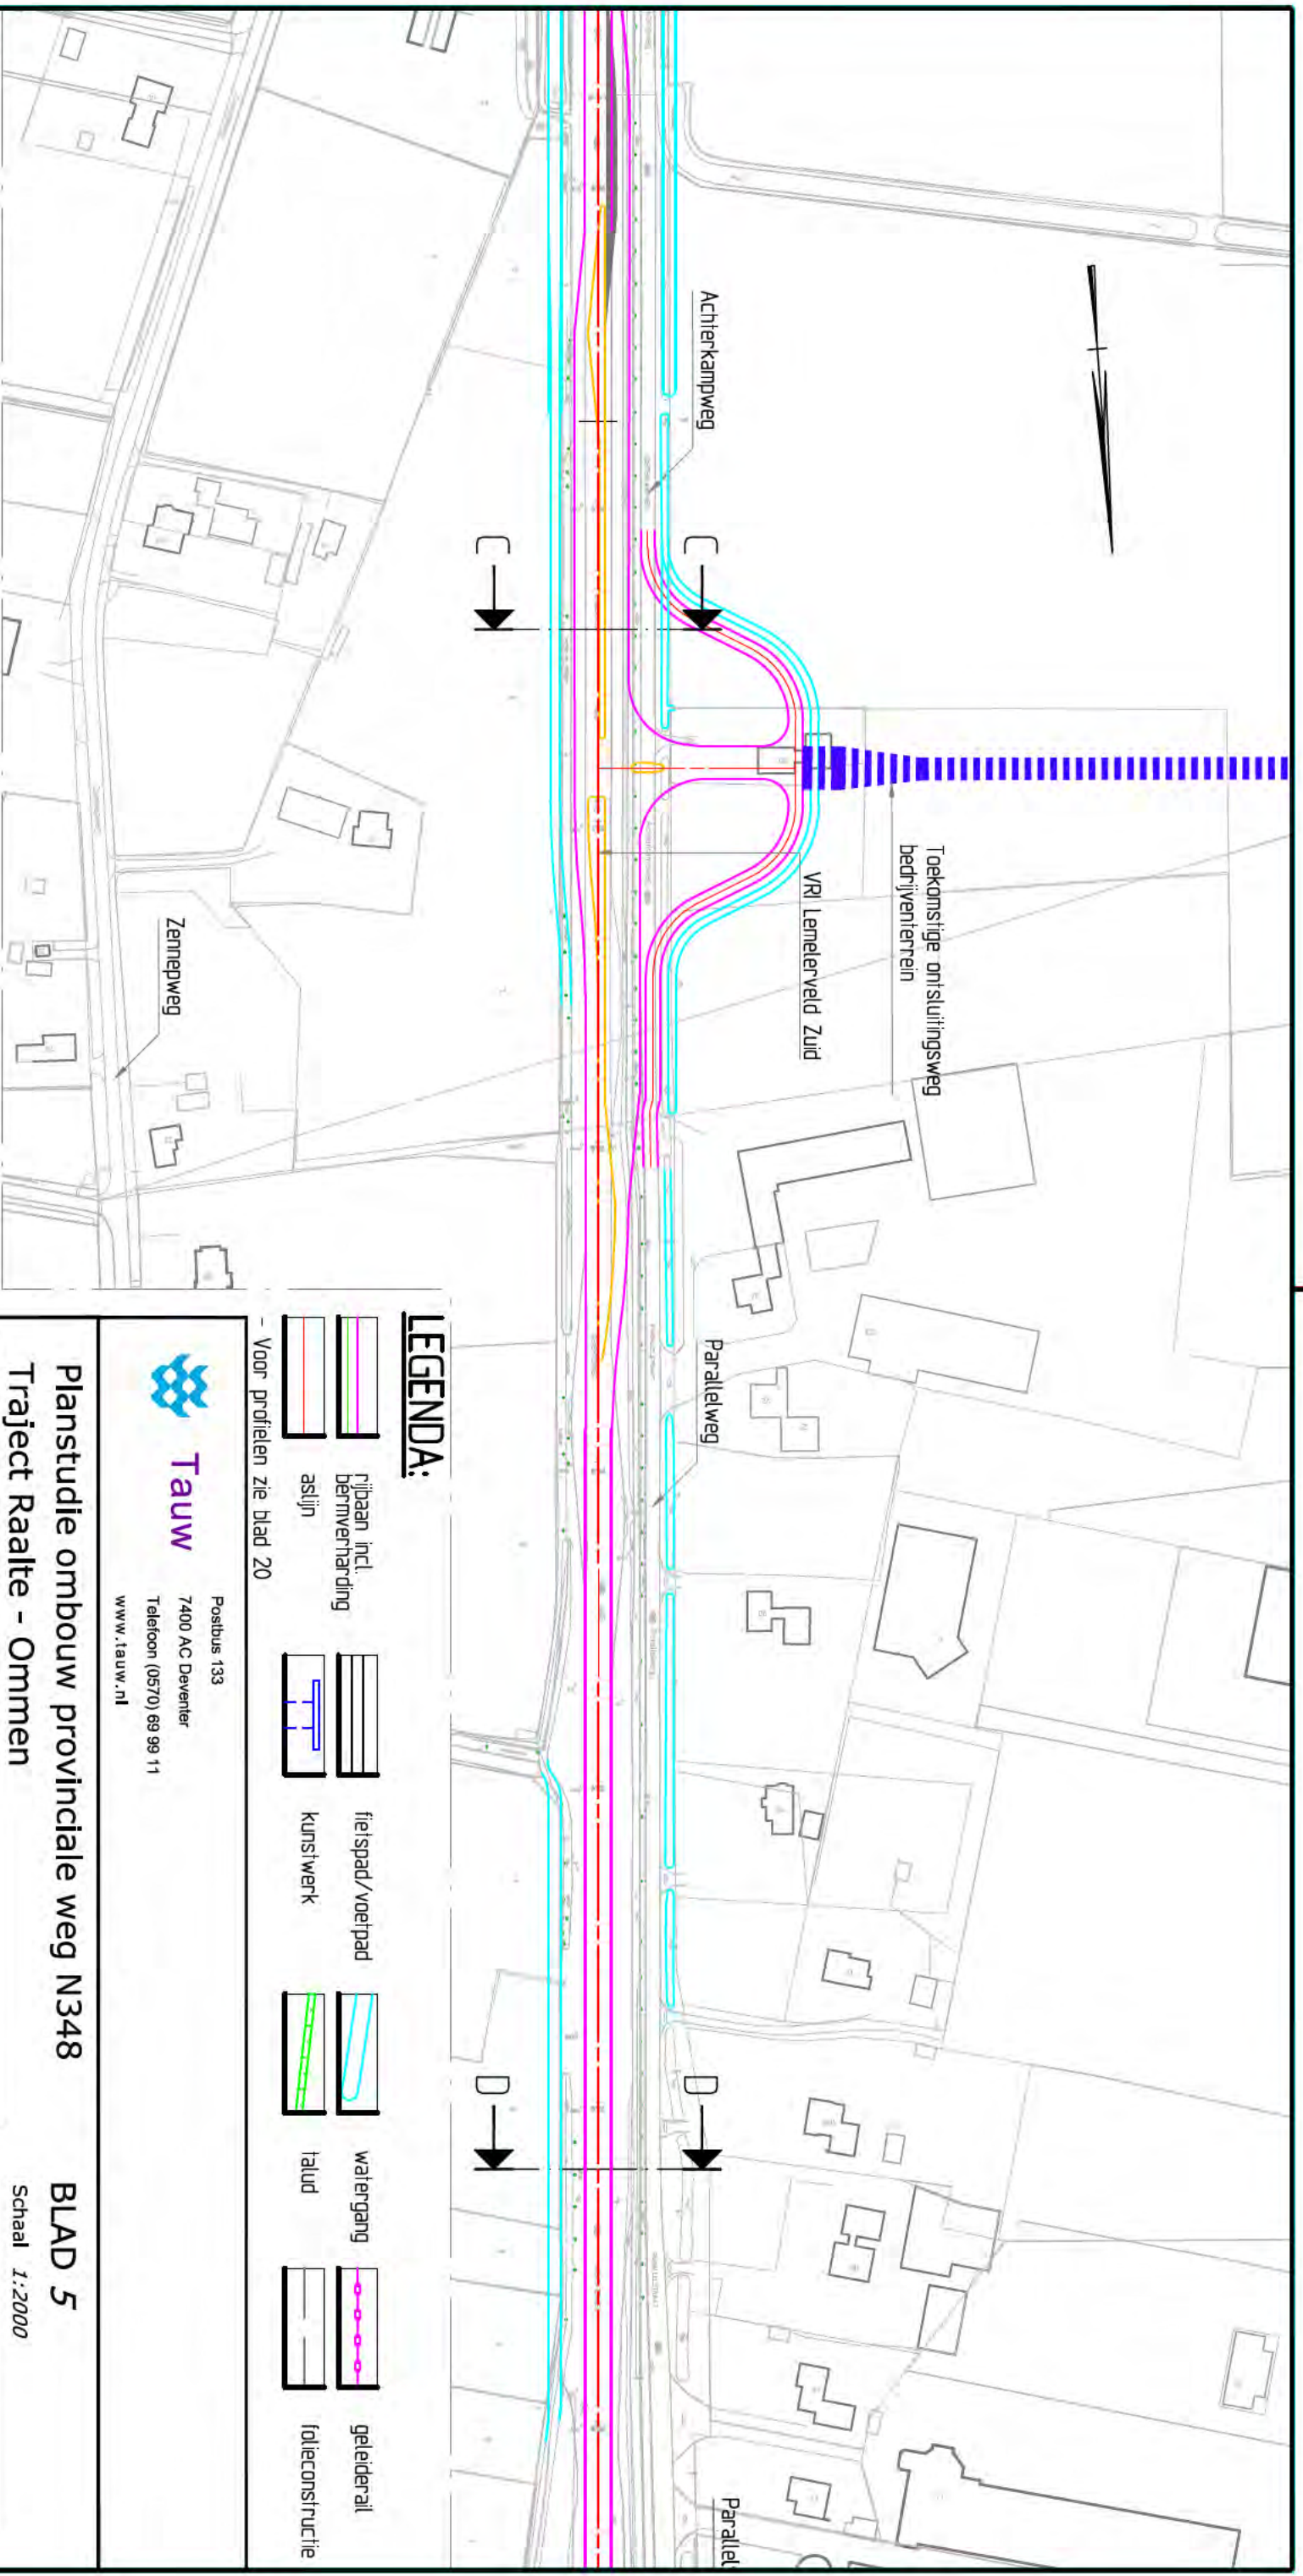 Achterkampweg
C
C
Toekomstige ontsluitingsweg
bedrijventerrein
VRI Lemelerveld Zuid
Zennepweg
Parallelweg
D
D
Parallel
LEGENDA:
rijbaan incl.
bermverharding
fietspad/voetpad
watergang
geleiderail
aslijn
kunstwerk
talud
folieconstructie
- Voor profielen zie blad 20
Tauw
Postbus 133
7400 AC Deventer
Telefoon (0570) 69 99 11
www.tauw.nl
Planstudie ombouw provinciale weg N348
BLAD 5
Traject Raalte - Ommen
Schaal 1:2000